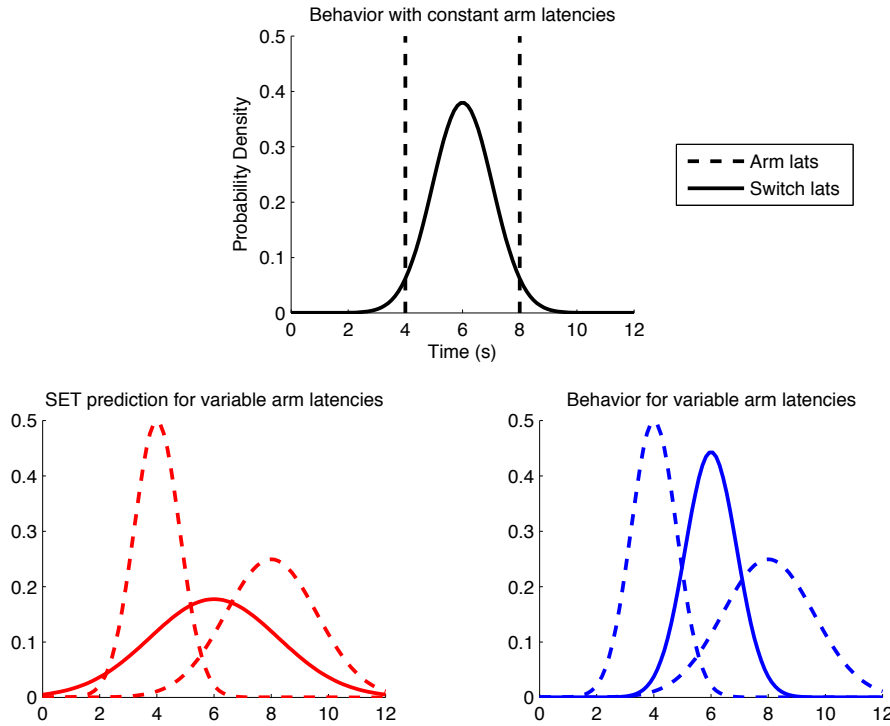 Behavior with constant arm latencies
0.5
0.4
0.3
0.2
0.1
0
Probability Density
0 2 4 6 8 10 12
Time (s)
Arm lats
Switch lats
SET prediction for variable arm latencies
0.5
0.4
0.3
0.2
0.1
0
0 2 4 6 8 10 12
Behavior for variable arm latencies
0.5
0.4
0.3
0.2
0.1
0
0 2 4 6 8 10 12